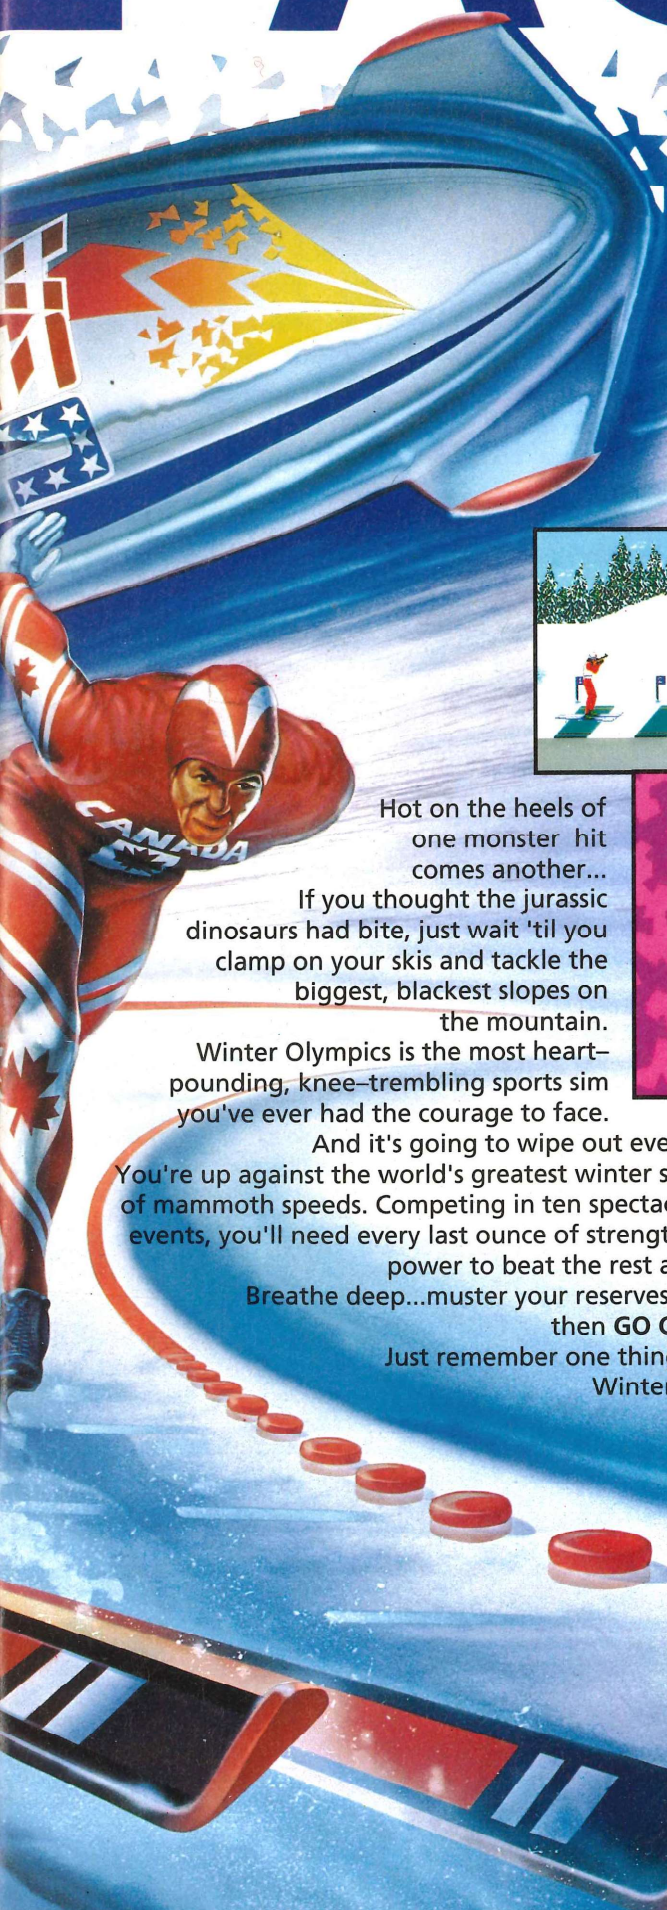 CANADA
Hot on the heels of
one monster hit
comes another...
If you thought the jurassic
dinosaurs had bite, just wait 'til you
clamp on your skis and tackle the
biggest, blackest slopes on
the mountain.
Winter Olympics is the most heart–
pounding, knee–trembling sports sim
you've ever had the courage to face.
And it's going to wipe out eve
You're up against the world's greatest winter s
of mammoth speeds. Competing in ten spectac
events, you'll need every last ounce of strengt
power to beat the rest a
Breathe deep...muster your reserves
then GO
Just remember one thin
Winter